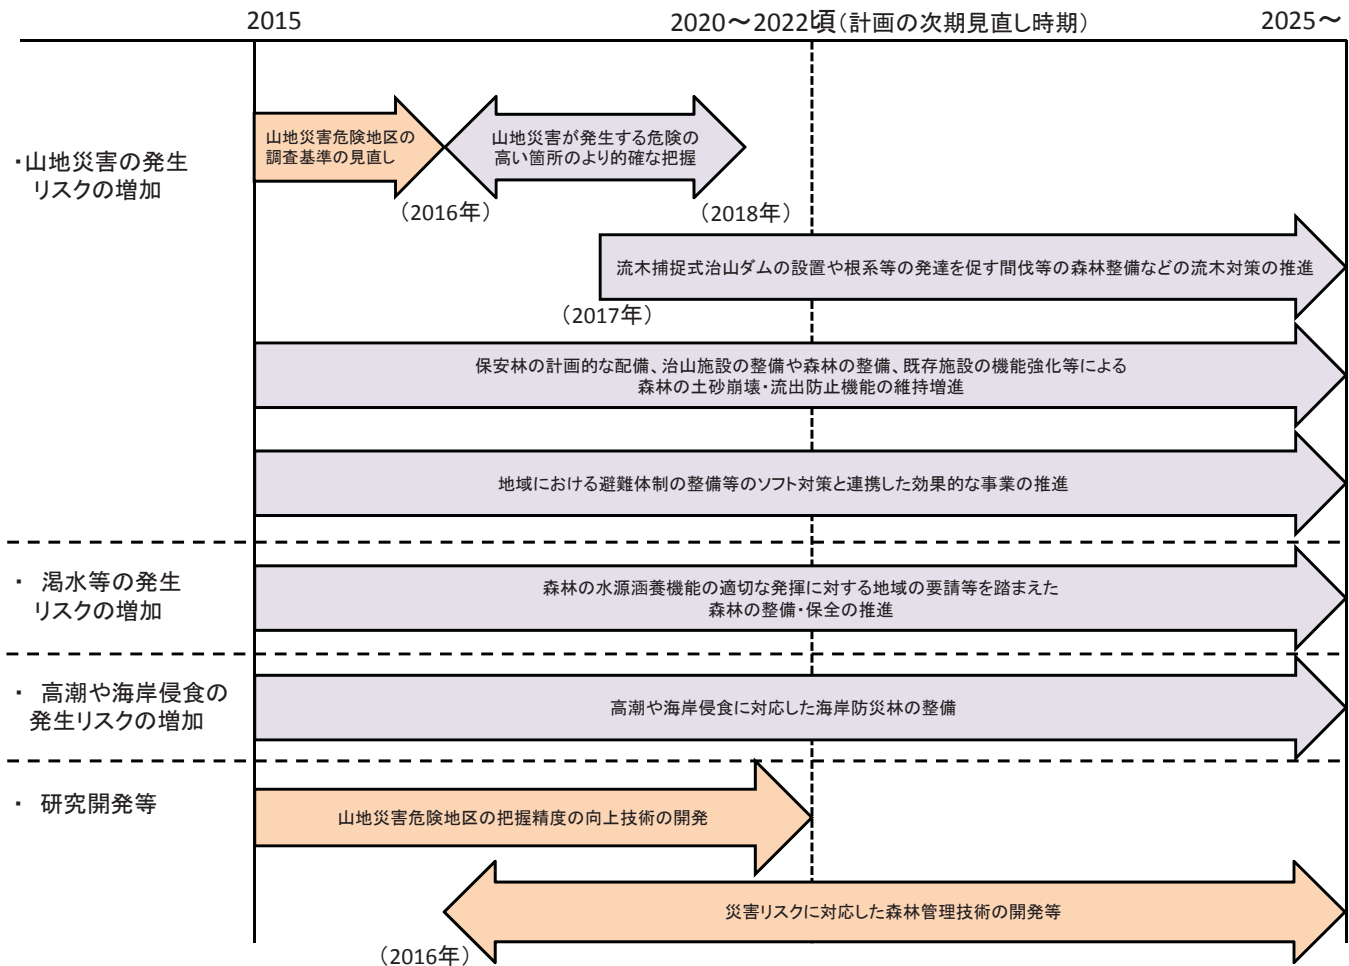 2015
2020～2022頃（計画の次期見直し時期）
2025～
・山地災害の発生
リスクの増加
山地災害危険地区の
調査基準の見直し
山地災害が発生する危険の
高い箇所のより的確な把握
（2016年）
（2018年）
流木捕捉式治山ダムの設置や根系等の発達を促す間伐等の森林整備などの流木対策の推進
（2017年）
保安林の計画的な配備、治山施設の整備や森林の整備、既存施設の機能強化等による
森林の土砂崩壊・流出防止機能の維持増進
地域における避難体制の整備等のソフト対策と連携した効果的な事業の推進
・ 渇水等の発生
リスクの増加
森林の水源涵養機能の適切な発揮に対する地域の要請等を踏まえた
森林の整備・保全の推進
・ 高潮や海岸侵食の
発生リスクの増加
高潮や海岸侵食に対応した海岸防災林の整備
・ 研究開発等
山地災害危険地区の把握精度の向上技術の開発
災害リスクに対応した森林管理技術の開発等
（2016年）